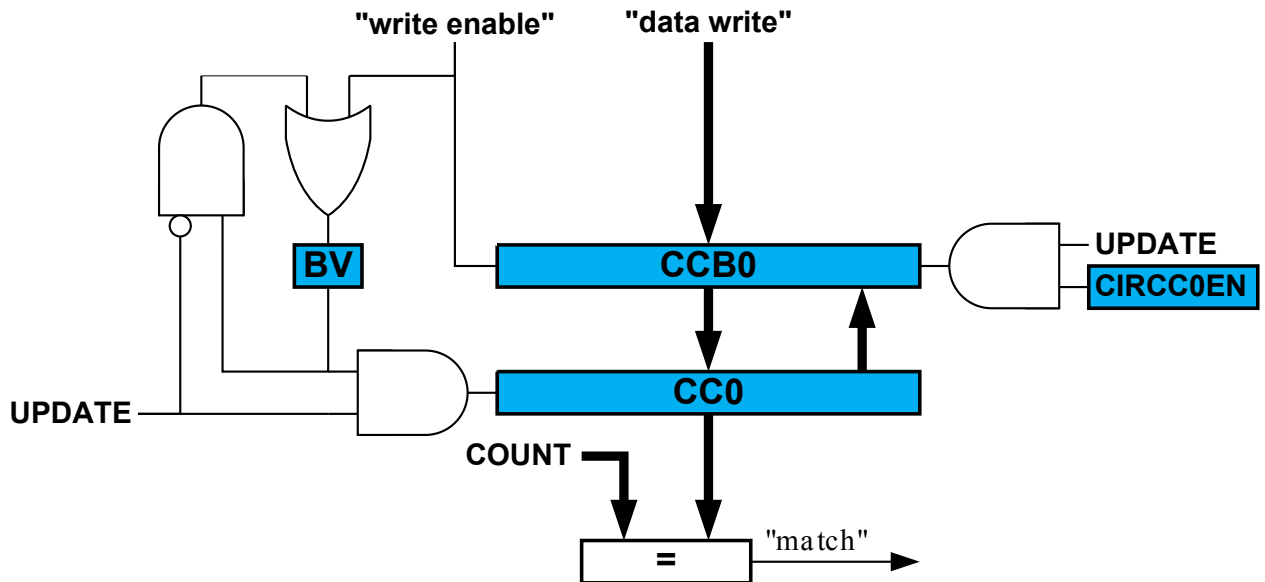 "write enable"
"data write"
BV
CCB0
UPDATE
CIRCC0EN
UPDATE
CC0
COUNT
=
"match"